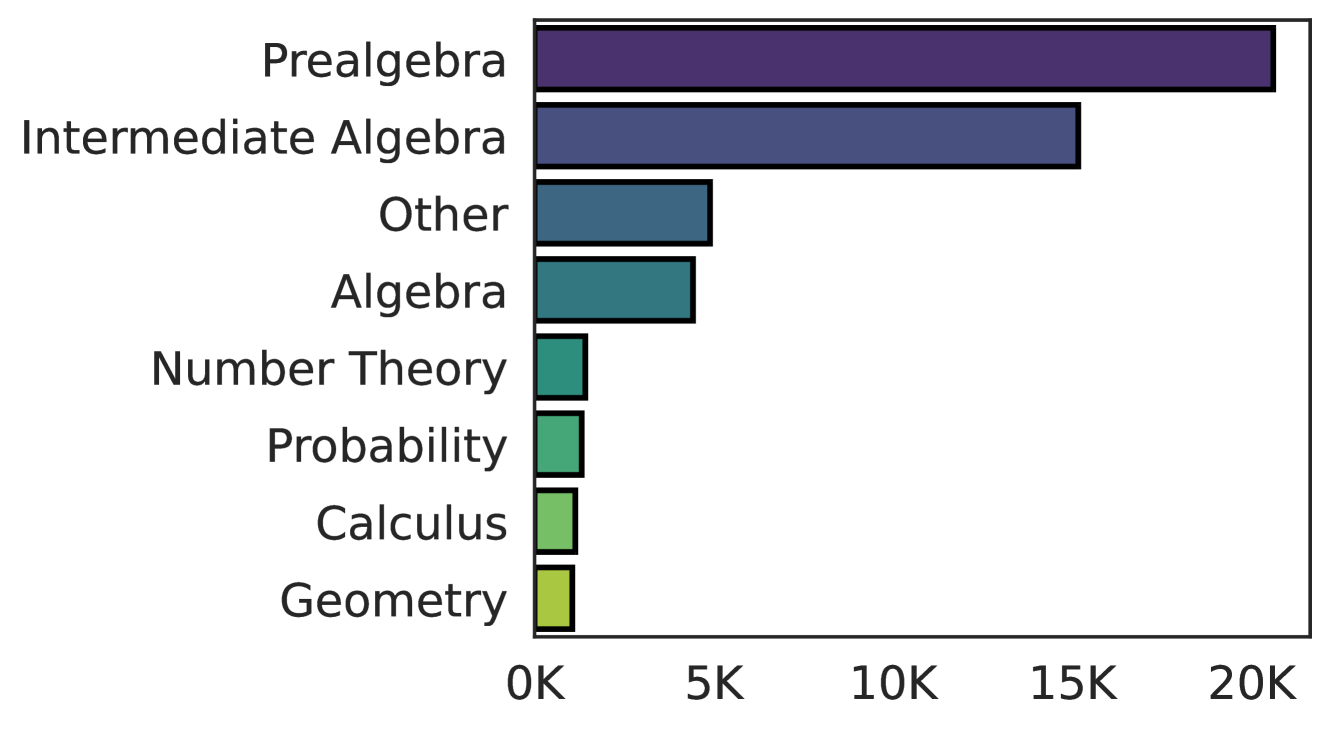 Prealgebra
Intermediate Algebra
Other
Algebra
Number Theory
Probability
Calculus
Geometry
0K 5K 10K 15K 20K